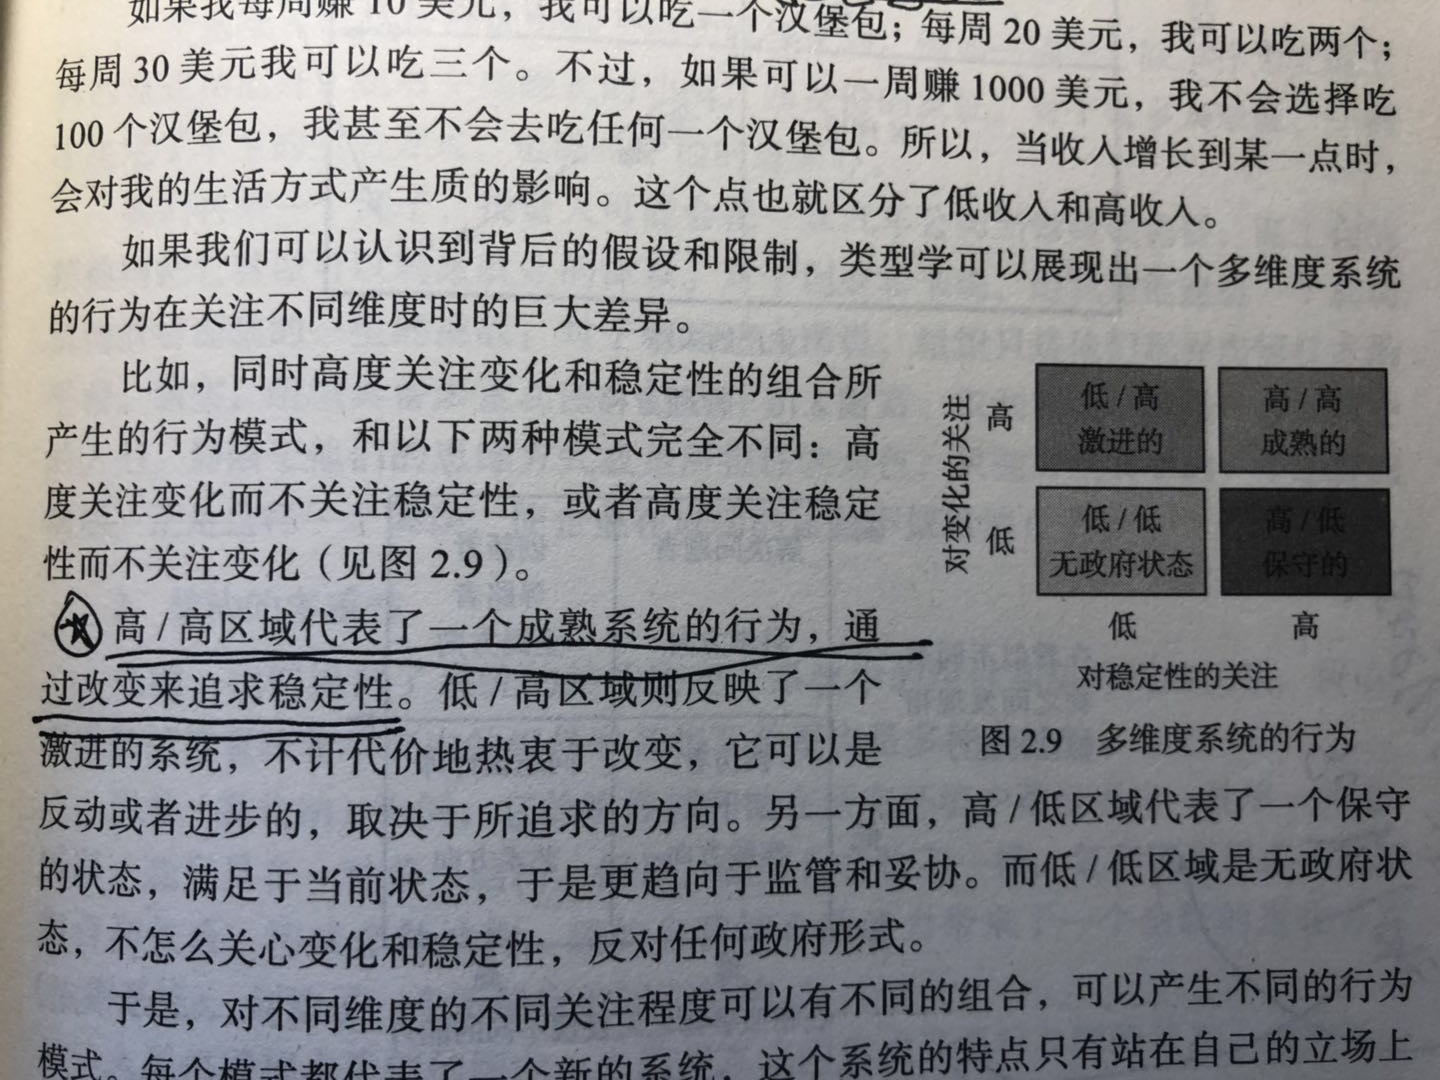 如果我每周赚 10 美元，我可以吃一个汉堡包；每周 20 美元，我可以吃两个；
每周 30 美元我可以吃三个。不过，如果可以一周赚 1000 美元，我不会选择吃
100 个汉堡包，我甚至不会去吃任何一个汉堡包。所以，当收入增长到某一点时，
会对我的生活方式产生质的影响。这个点也就区分了低收入和高收入。
如果我们可以认识到背后的假设和限制，类型学可以展现出一个多维度系统
的行为在关注不同维度时的巨大差异。
比如，同时高度关注变化和稳定性的组合所
产生的行为模式，和以下两种模式完全不同：高
度关注变化而不关注稳定性，或者高度关注稳定
性而不关注变化（见图 2.9）。
高 / 高区域代表了一个成熟系统的行为，通
过改变来追求稳定性。低 / 高区域则反映了一个
激进的系统，不计代价地热衷于改变，它可以是
反动或者进步的，取决于所追求的方向。另一方面，高 / 低区域代表了一个保守
的状态，满足于当前状态，于是更趋向于监管和妥协。而低 / 低区域是无政府状
态，不怎么关心变化和稳定性，反对任何政府形式。
于是，对不同维度的不同关注程度可以有不同的组合，可以产生不同的行为
模式。每个模式都代表了一个新的系统，这个系统的特点只有站在自己的立场上
对变化的关注
高
低 / 高
激进的
高 / 高
成熟的
低
低 / 低
无政府状态
高 / 低
保守的
低
高
对稳定性的关注
图 2.9 多维度系统的行为